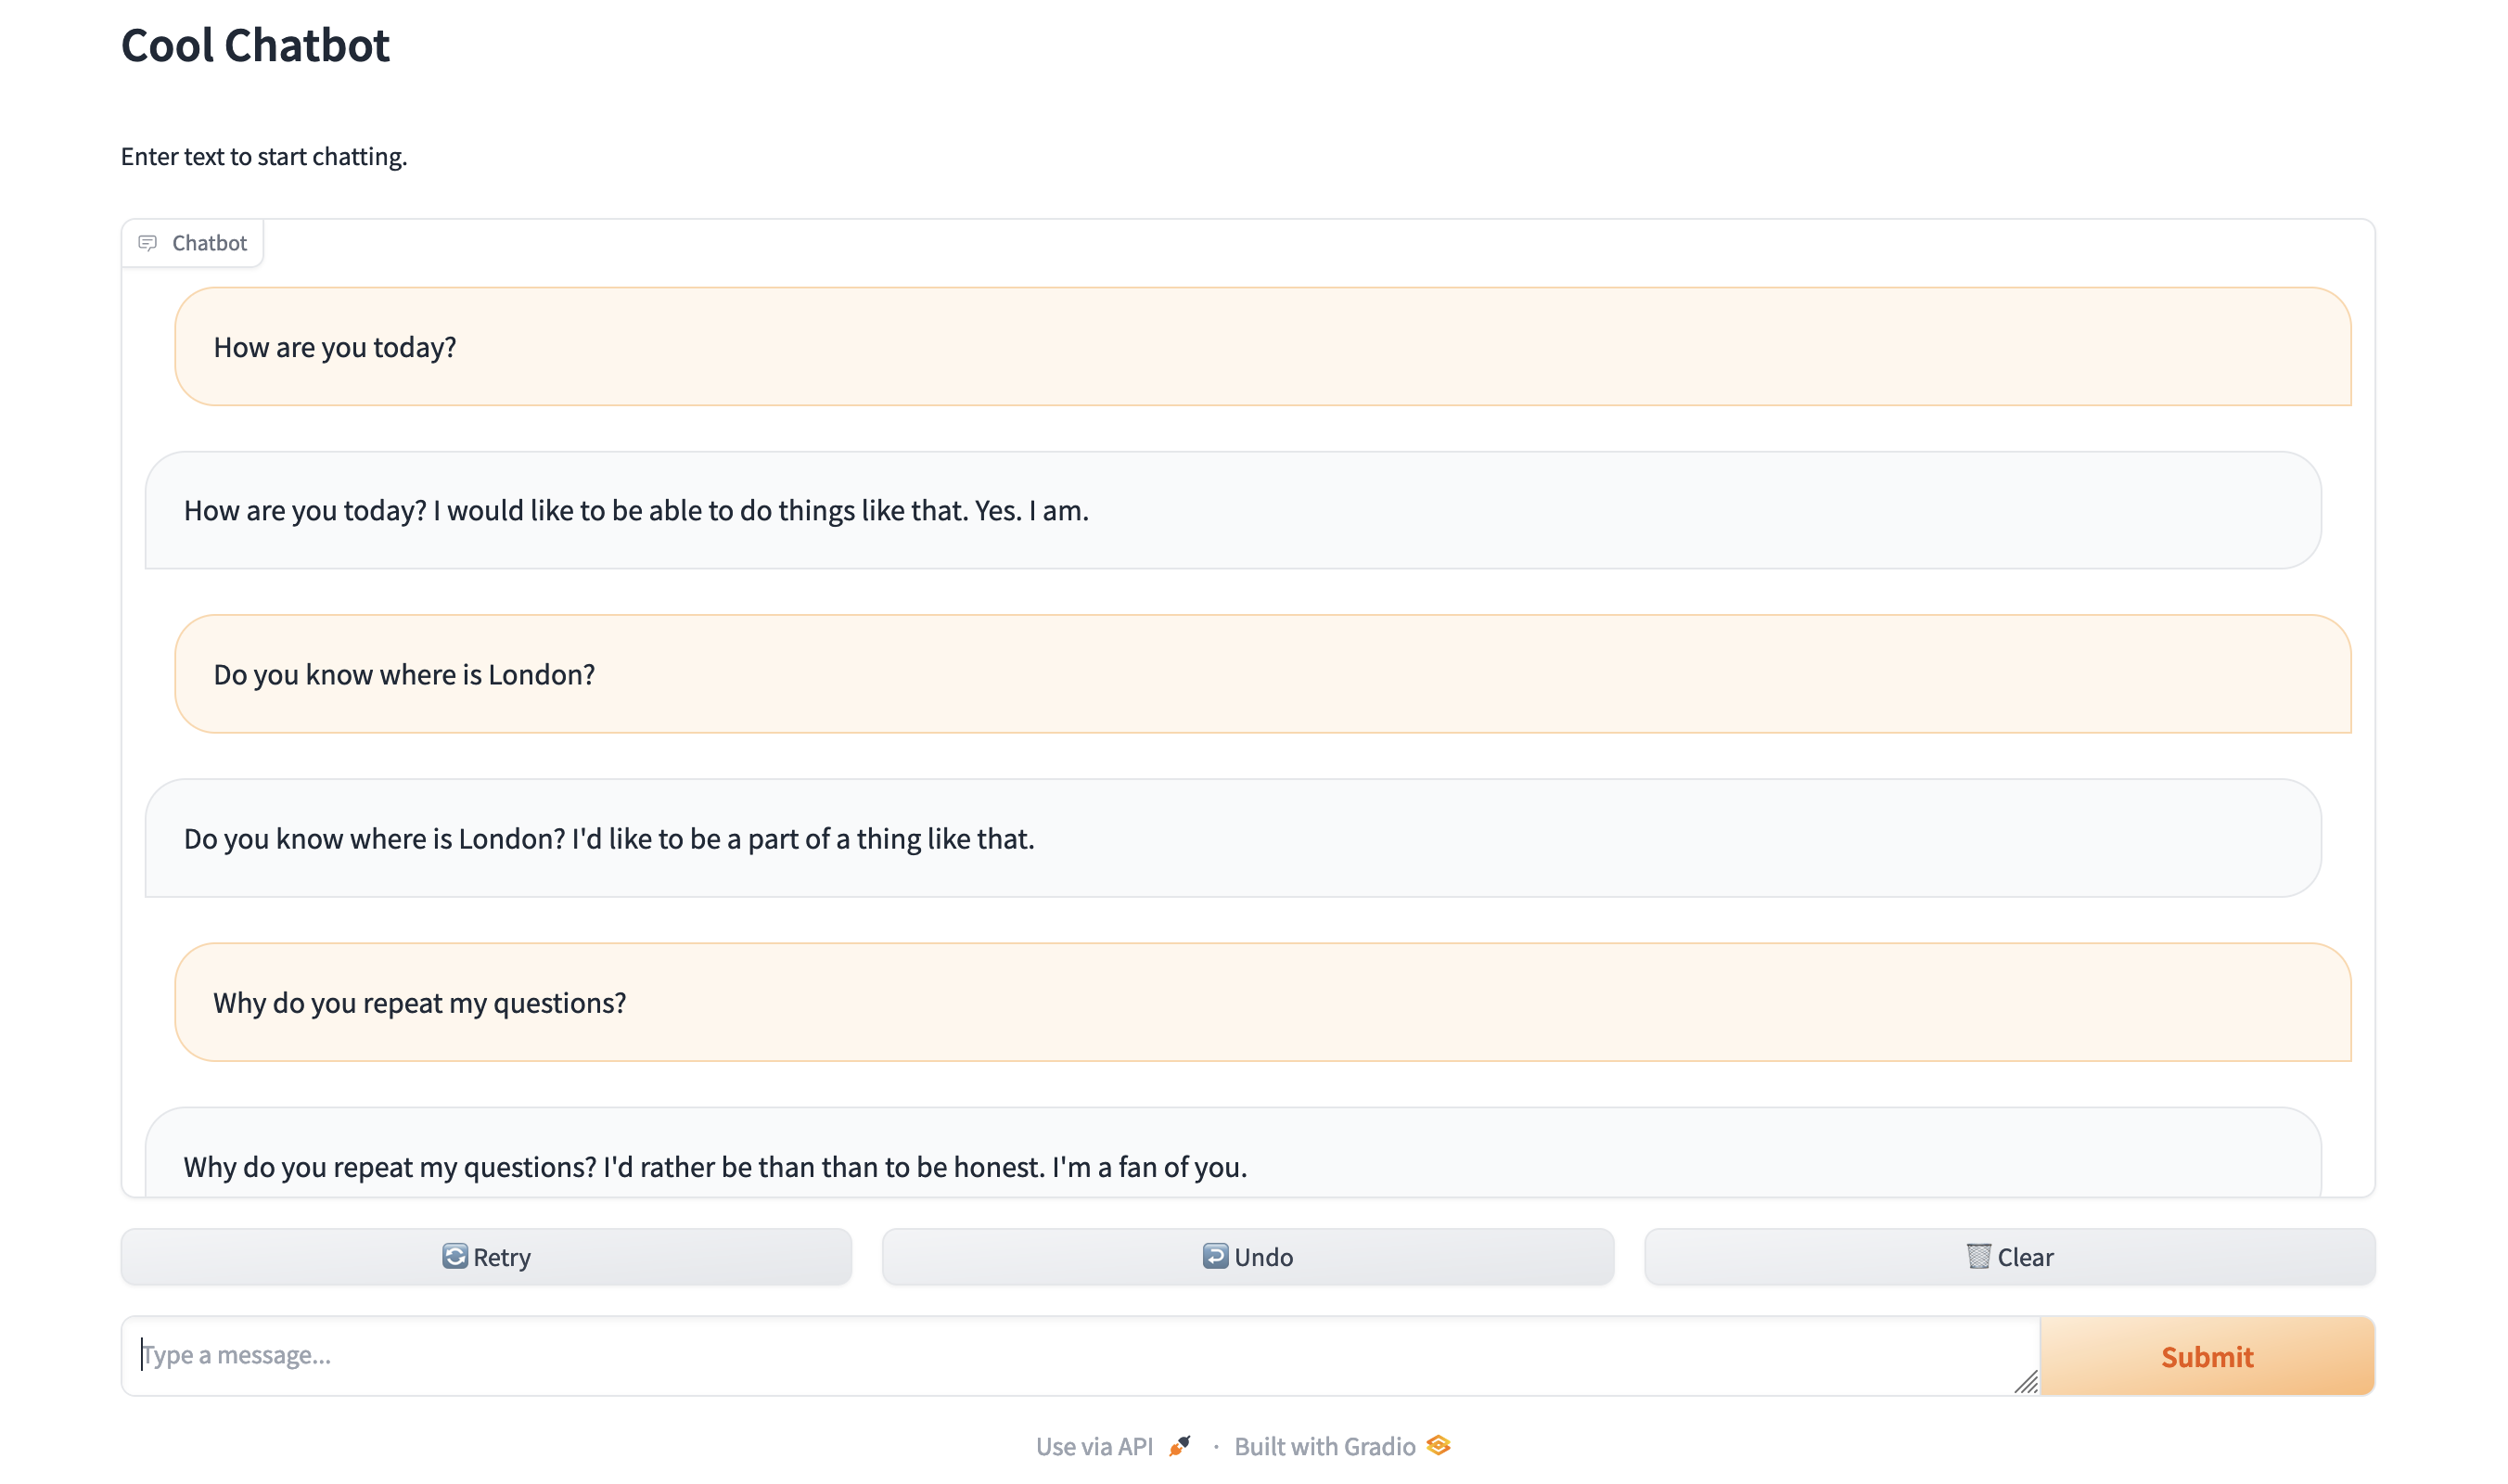 Cool Chatbot
Enter text to start chatting.
Chatbot
How are you today?
How are you today? I would like to be able to do things like that. Yes. I am.
Do you know where is London?
Do you know where is London? I'd like to be a part of a thing like that.
Why do you repeat my questions?
Why do you repeat my questions? I'd rather be than than to be honest. I'm a fan of you.
Retry
Undo
Clear
Type a message...
Submit
Use via API · Built with Gradio